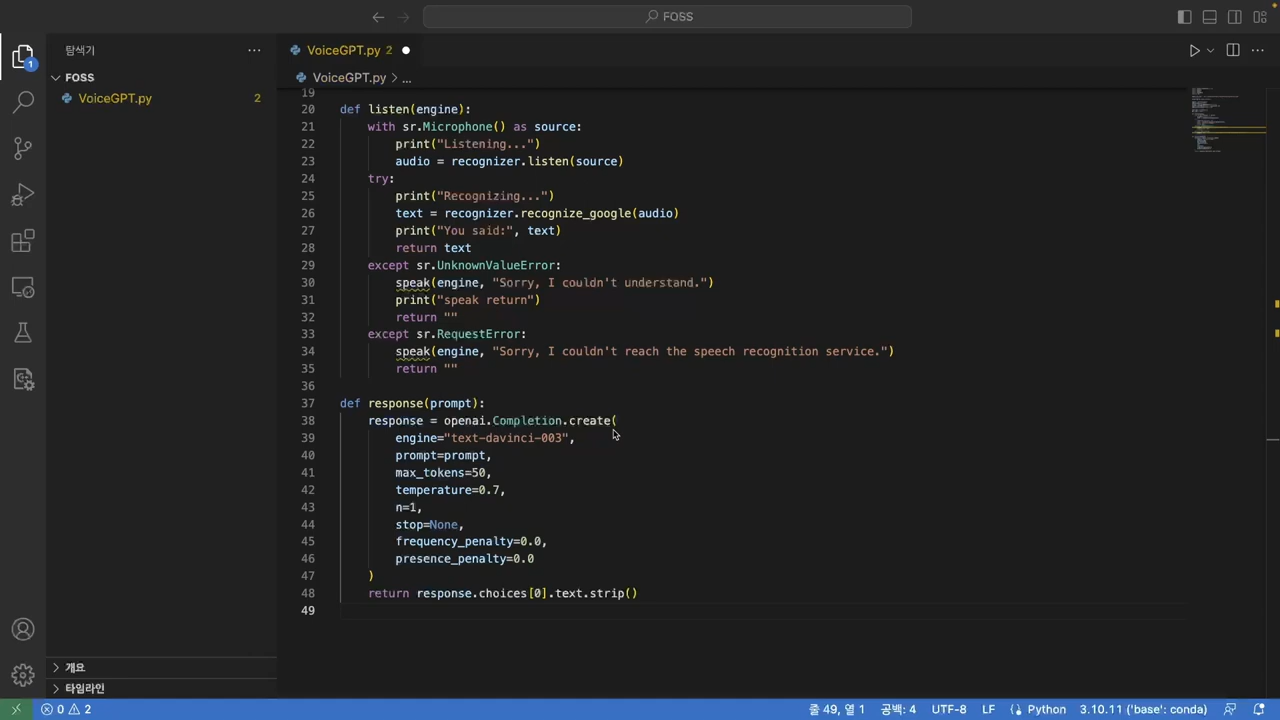 FOSS
탐색기
FOSS
VoiceGPT.py
2
VoiceGPT.py 2
VoiceGPT.py > ...
1
19
20 def listen(engine):
21 with sr.Microphone() as source:
22 print("Listening...")
23 audio = recognizer.listen(source)
24 try:
25 print("Recognizing...")
26 text = recognizer.recognize_google(audio)
27 print("You said:", text)
28 return text
29 except sr.UnknownValueError:
30 speak(engine, "Sorry, I couldn't understand.")
31 print("speak return")
32 return ""
33 except sr.RequestError:
34 speak(engine, "Sorry, I couldn't reach the speech recognition service.")
35 return ""
36
37 def response(prompt):
38 response = openai.Completion.create(
39 engine="text-davinci-003",
40 prompt=prompt,
41 max_tokens=50,
42 temperature=0.7,
43 n=1,
44 stop=None,
45 frequency_penalty=0.0,
46 presence_penalty=0.0
47 )
48 return response.choices[0].text.strip()
49
개요
타임라인
0 2
줄 49, 열 1 공백: 4 UTF-8 LF Python 3.10.11 ('base': conda)